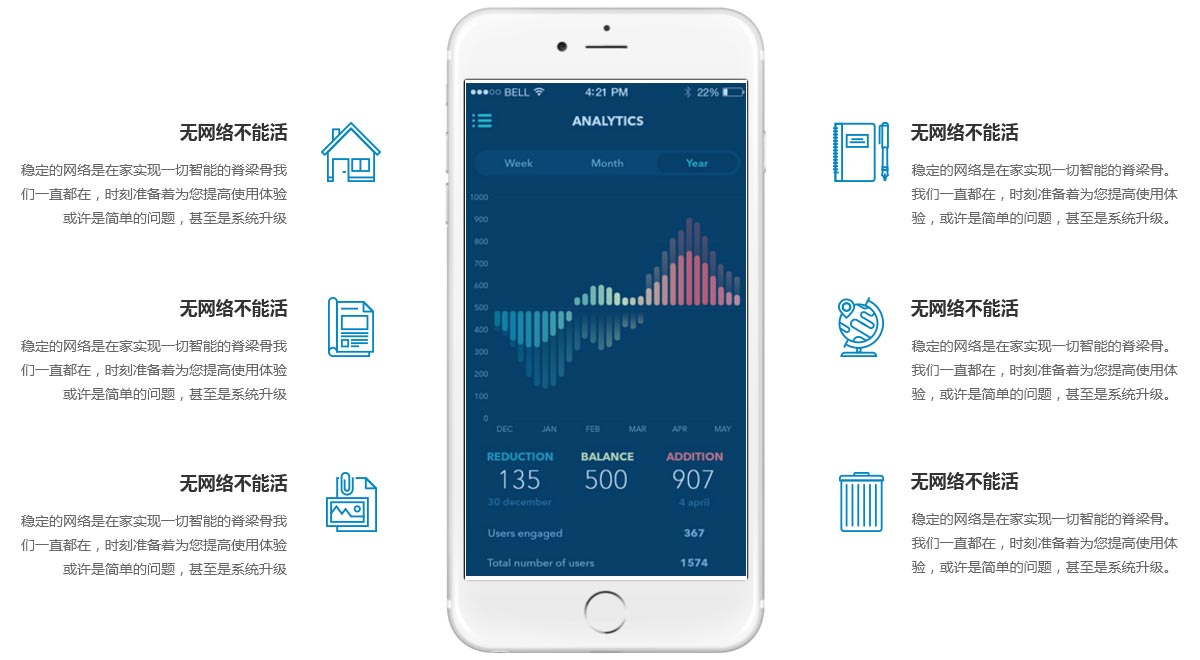 无网络不能活
稳定的网络是在家实现一切智能的脊梁骨我
们一直都在，时刻准备着为您提高使用体验
或许是简单的问题，甚至是系统升级
无网络不能活
稳定的网络是在家实现一切智能的脊梁骨我
们一直都在，时刻准备着为您提高使用体验
或许是简单的问题，甚至是系统升级
无网络不能活
稳定的网络是在家实现一切智能的脊梁骨我
们一直都在，时刻准备着为您提高使用体验
或许是简单的问题，甚至是系统升级
BELL 4:21 PM 22%
ANALYTICS
Week Month Year
1000
900
800
700
600
500
400
300
200
100
0
DEC JAN FEB MAR APR MAY
REDUCTION BALANCE ADDITION
135 500 907
30 december 4 april
Users engaged 367
Total number of users 1574
无网络不能活
稳定的网络是在家实现一切智能的脊梁骨。
我们一直都在，时刻准备着为您提高使用体
验，或许是简单的问题，甚至是系统升级。
无网络不能活
稳定的网络是在家实现一切智能的脊梁骨。
我们一直都在，时刻准备着为您提高使用体
验，或许是简单的问题，甚至是系统升级。
无网络不能活
稳定的网络是在家实现一切智能的脊梁骨。
我们一直都在，时刻准备着为您提高使用体
验，或许是简单的问题，甚至是系统升级。